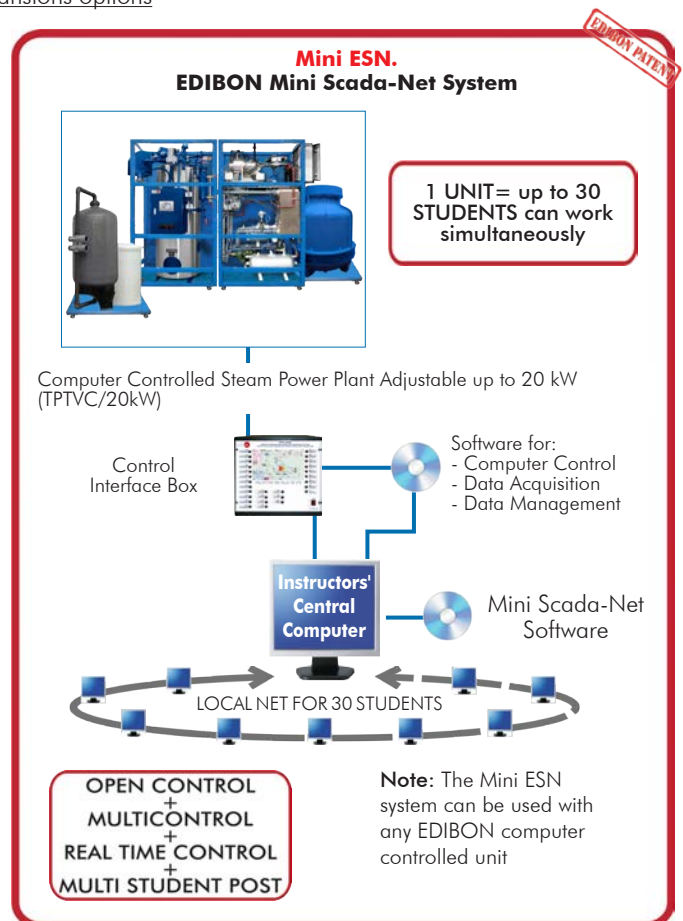 ansions options
EDIBON PATENT
Mini ESN.
EDIBON Mini Scada-Net System
1 UNIT= up to 30
STUDENTS can work
simultaneously
Computer Controlled Steam Power Plant Adjustable up to 20 kW
(TPTVC/20kW)
Control
Interface Box
Software for:
- Computer Control
- Data Acquisition
- Data Management
Instructors'
Central
Computer
Mini Scada-Net
Software
LOCAL NET FOR 30 STUDENTS
OPEN CONTROL
+
MULTICONTROL
+
REAL TIME CONTROL
+
MULTI STUDENT POST
Note: The Mini ESN
system can be used with
any EDIBON computer
controlled unit